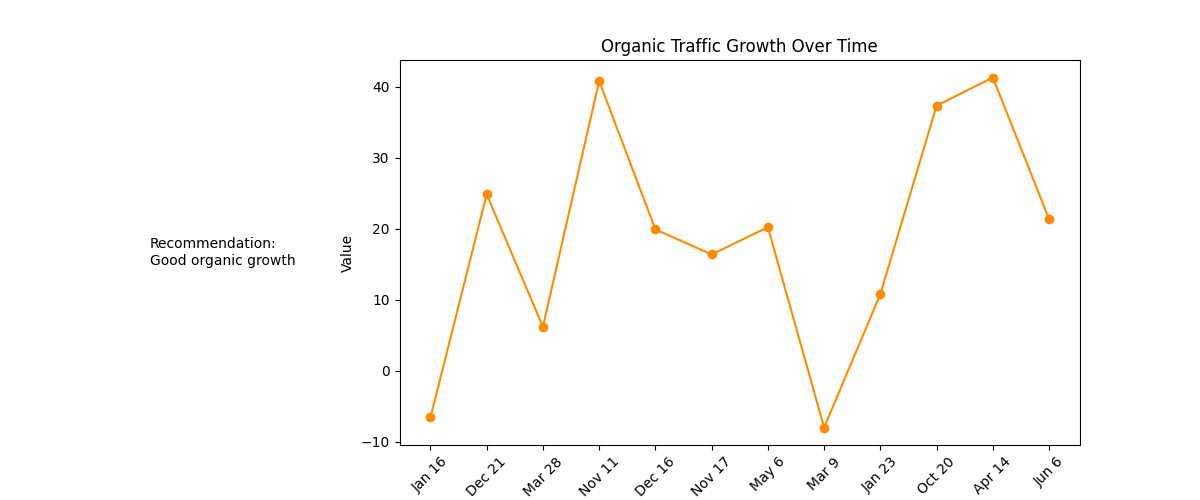 Organic Traffic Growth Over Time
Recommendation:
Good organic growth
Value
40
30
20
10
0
−10
Jan 16
Dec 21
Mar 28
Nov 11
Dec 16
Nov 17
May 6
Mar 9
Jan 23
Oct 20
Apr 14
Jun 6